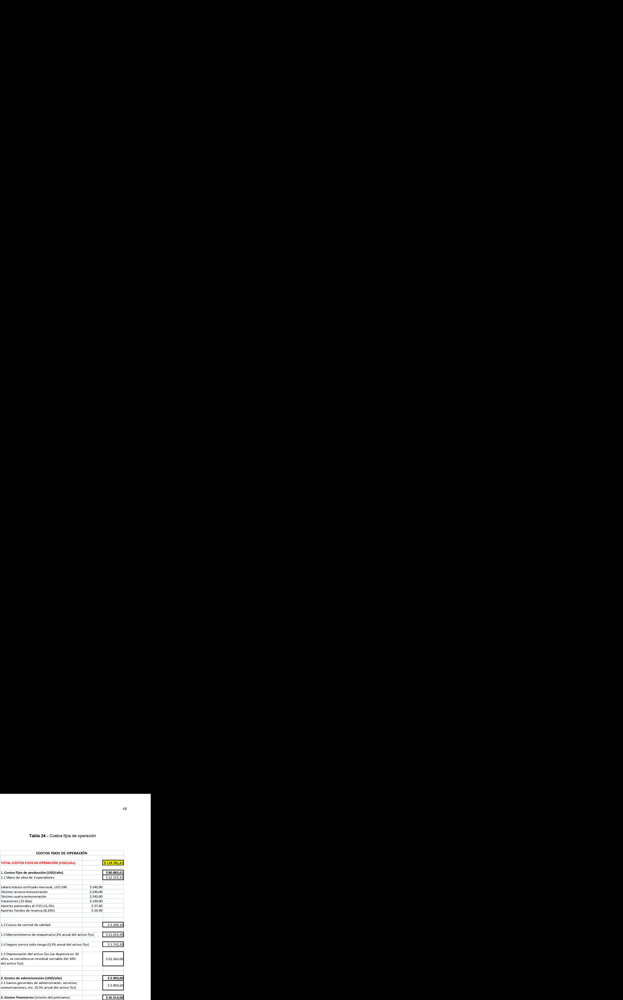 68
Tabla 24.- Costos fijos de operación
COSTOS FIJOS DE OPERACIÓN
TOTAL COSTOS FIJOS DE OPERACIÓN (USD/año) $ 119.701,21
1. Costos fijos de producción (USD/año) $ 80.883,61
1.1 Mano de obra de 3 operadores $ 12.153,31
Salario básico unificado mensual, USD 240 $ 240,00
Décimo tercera remuneración $ 240,00
Décimo cuarta remuneración $ 240,00
Vacaciones (15 días) $ 120,00
Aportes patronales al IESS (11,5%) $ 27,60
Aportes fondos de reserva (8,33%) $ 19,99
1.2 Costos de control de calidad $ 3.109,10
1.3 Mantenimiento de maquinaria (2% anual del activo fijo) $ 11.614,40
1.4 Seguro contra todo riesgo (0,3% anual del activo fijo) $ 1.742,20
1.5 Depreciación del activo fijo (se deprecia en 10
años, se considera un residual contable del 10% $ 52.264,60
del activo fijo)
2. Gastos de administración (USD/año) $ 2.903,60
2.1 Gastos generales de administraciín: servicios,
comunicaciones, etc. (0,5% anual del activo fijo) $ 2.903,60
3. Gastos financieros (interés del préstamo) $ 35.914,00